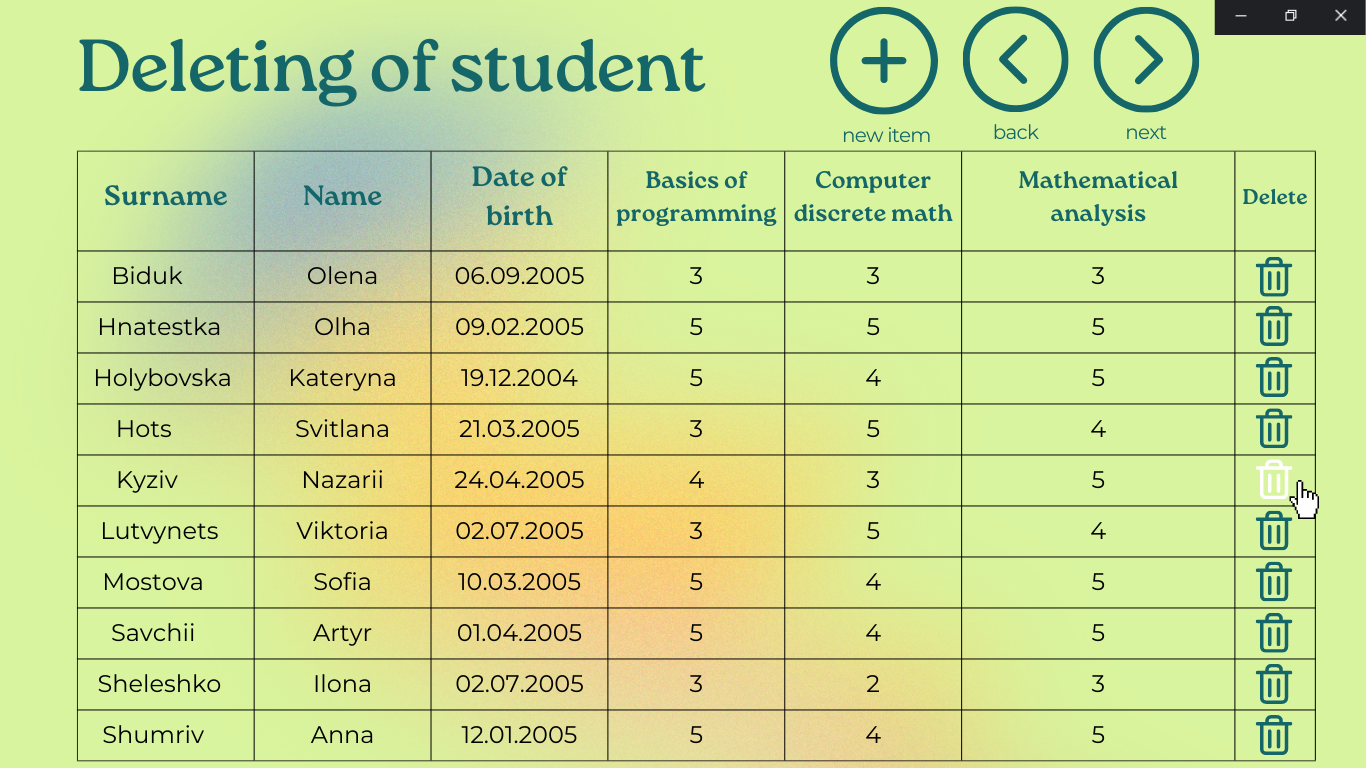 Deleting of student
new item back next
Surname Name Date of birth Basics of programming Computer discrete math Mathematical analysis Delete
Biduk Olena 06.09.2005 3 3 3
Hnatestka Olha 09.02.2005 5 5 5
Holybovska Kateryna 19.12.2004 5 4 5
Hots Svitlana 21.03.2005 3 5 4
Kyziv Nazarii 24.04.2005 4 3 5
Lutvynets Viktoria 02.07.2005 3 5 4
Mostova Sofia 10.03.2005 5 4 5
Savchii Artyr 01.04.2005 5 4 5
Sheleshko Ilona 02.07.2005 3 2 3
Shumriv Anna 12.01.2005 5 4 5